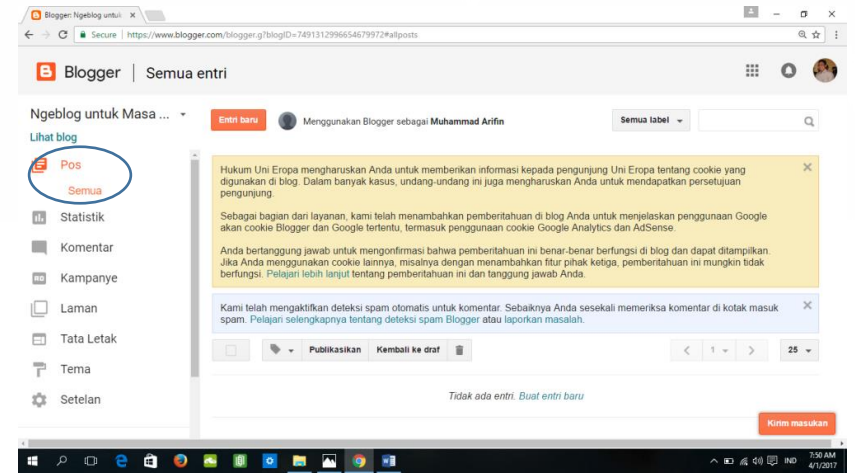 Blogger: Ngeblog untuk
Secure | https://www.blogger.com/blogger.g?blogID=7491312996654679972#allposts
Blogger | Semua entri
Ngeblog untuk Masa ...
Lihat blog
Entri baru
Menggunakan Blogger sebagai Muhammad Arifin
Semua label
Pos
Semua
Statistik
Komentar
Kampanye
Laman
Tata Letak
Tema
Setelan
Hukum Uni Eropa mengharuskan Anda untuk memberikan informasi kepada pengunjung Uni Eropa tentang cookie yang
digunakan di blog. Dalam banyak kasus, undang-undang ini juga mengharuskan Anda untuk mendapatkan persetujuan
pengunjung.
Sebagai bagian dari layanan, kami telah menambahkan pemberitahuan di blog Anda untuk menjelaskan penggunaan Google
akan cookie Blogger dan Google tertentu, termasuk penggunaan cookie Google Analytics dan AdSense.
Anda bertanggung jawab untuk mengonfirmasi bahwa pemberitahuan ini benar-benar berfungsi di blog dan dapat ditampilkan.
Jika Anda menggunakan cookie lainnya, misalnya dengan menambahkan fitur pihak ketiga, pemberitahuan ini mungkin tidak
berfungsi. Pelajari lebih lanjut tentang pemberitahuan ini dan tanggung jawab Anda.
Kami telah mengaktifkan deteksi spam otomatis untuk komentar. Sebaiknya Anda sesekali memeriksa komentar di kotak masuk
spam. Pelajari selengkapnya tentang deteksi spam Blogger atau laporkan masalah.
Publikasikan Kembali ke draf
1
25
Tidak ada entri. Buat entri baru
Kirim masukan
IND
7:50 AM
4/1/2017